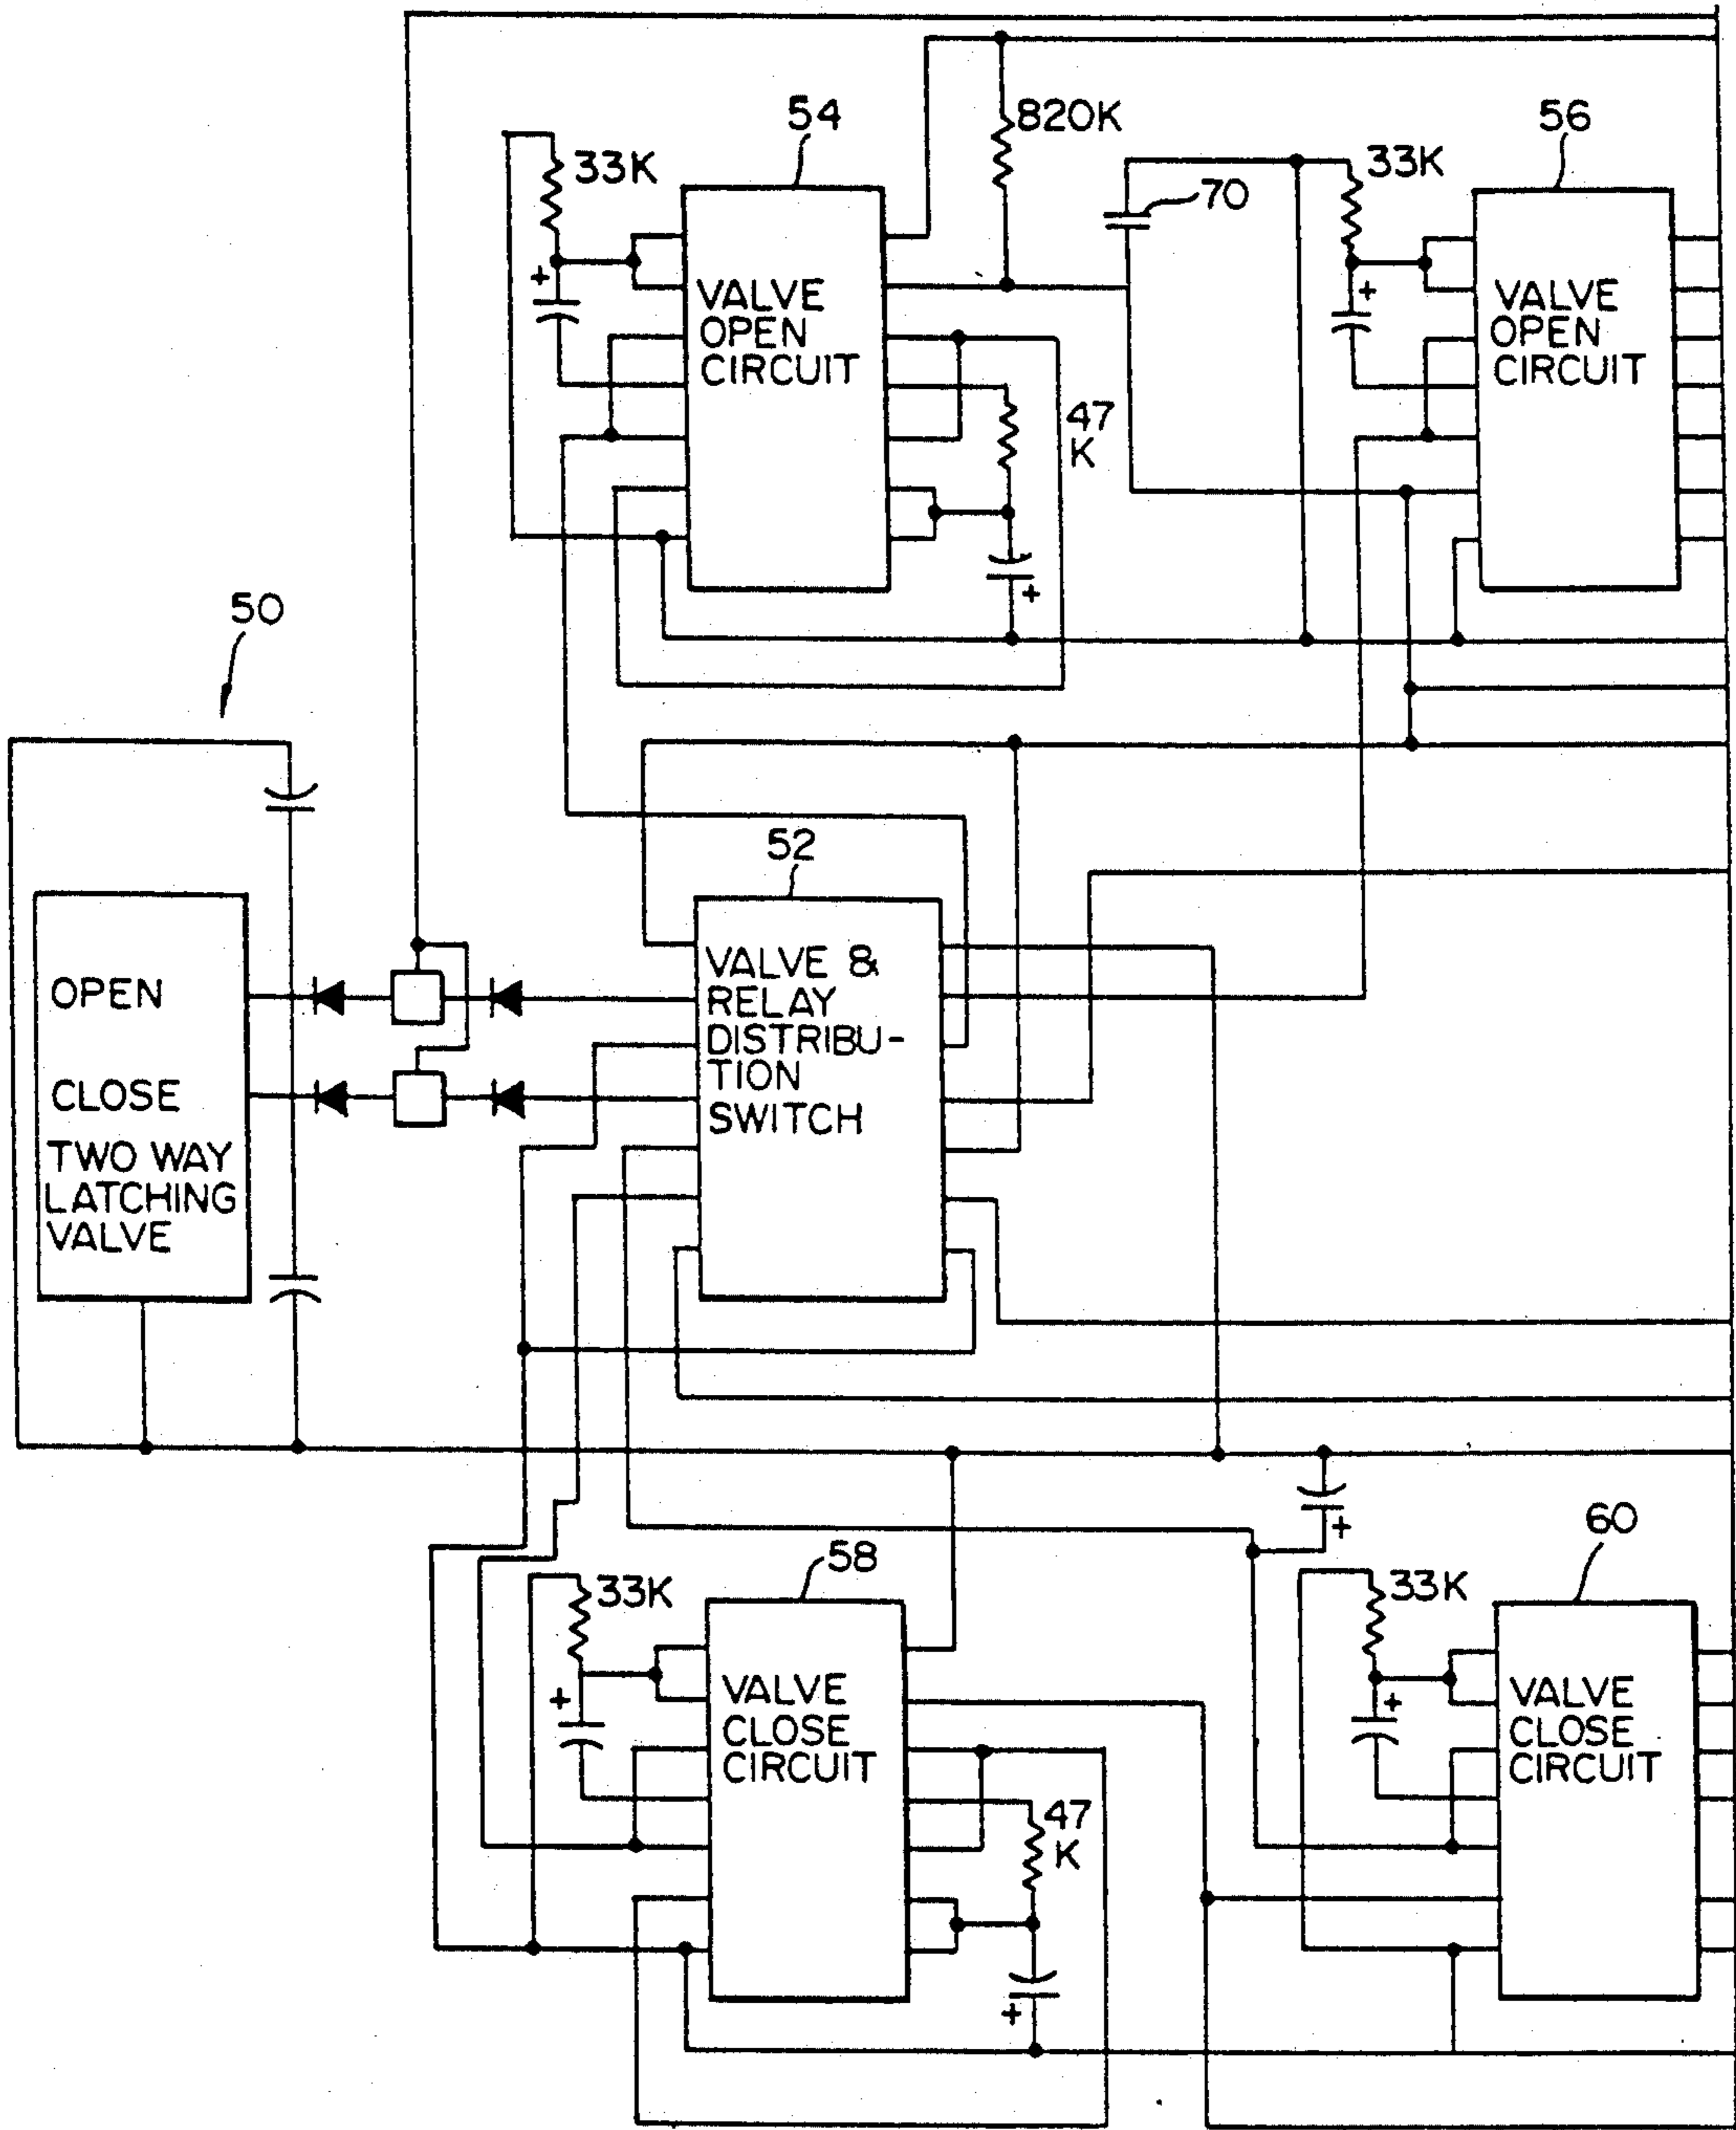 54
820K
56
33K
70
33K
VALVE
OPEN
CIRCUIT
VALVE
OPEN
CIRCUIT
+
+
47
K
+
50
52
OPEN
CLOSE
TWO WAY
LATCHING
VALVE
VALVE &
RELAY
DISTRIBU-
TION
SWITCH
+
60
58
33K
33K
VALVE
CLOSE
CIRCUIT
VALVE
CLOSE
CIRCUIT
+
+
47
K
+